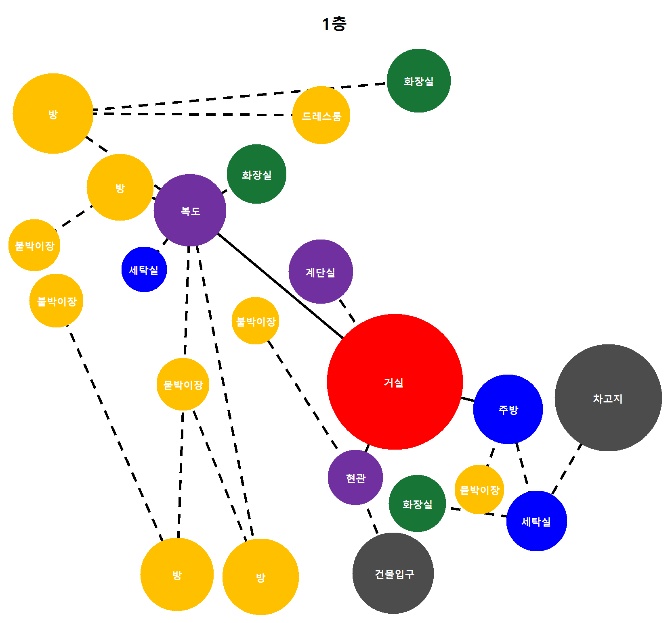 1층
화장실
방
드레스룸
화장실
방
복도
붙박이장
세탁실
계단실
붙박이장
붙박이장
거실
붙박이장
차고지
주방
현관
붙박이장
화장실
세탁실
방
방
건물입구